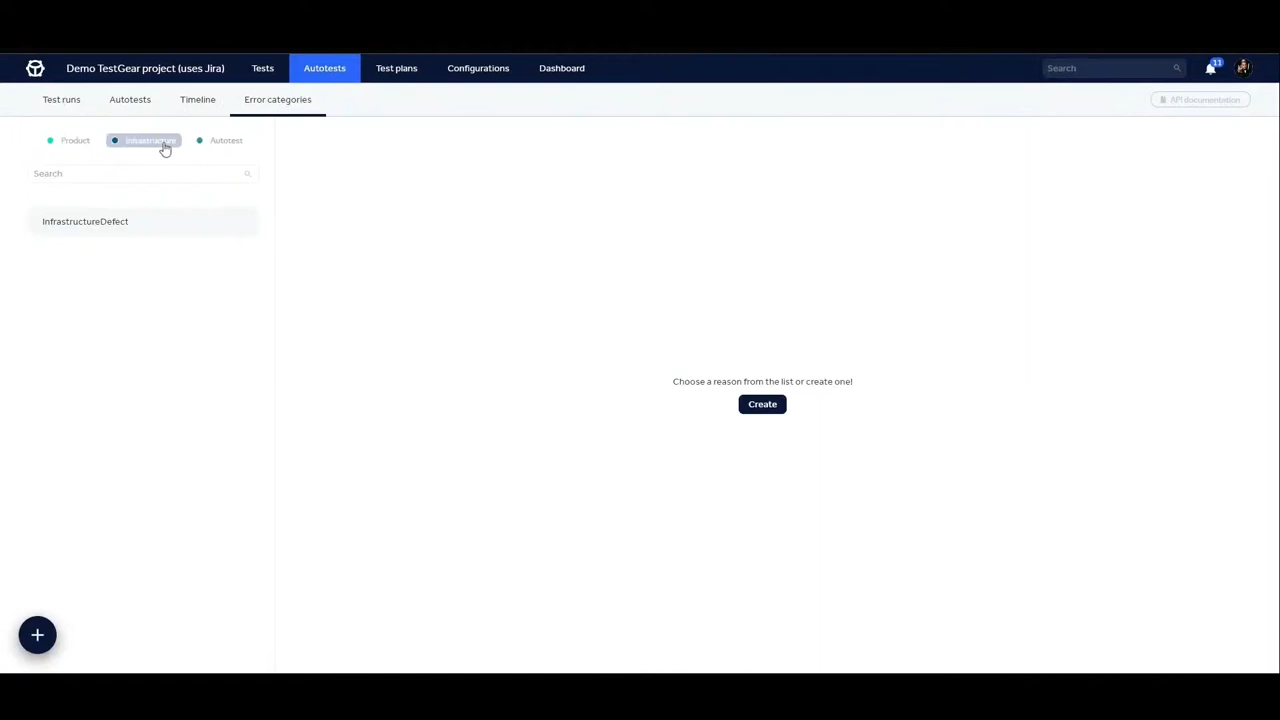 Demo TestGear project (uses Jira) Tests Autotests Test plans Configurations Dashboard Search 11
Test runs Autotests Timeline Error categories API documentation
Product Infrastructure Autotest
Search
InfrastructureDefect
Choose a reason from the list or create one!
Create